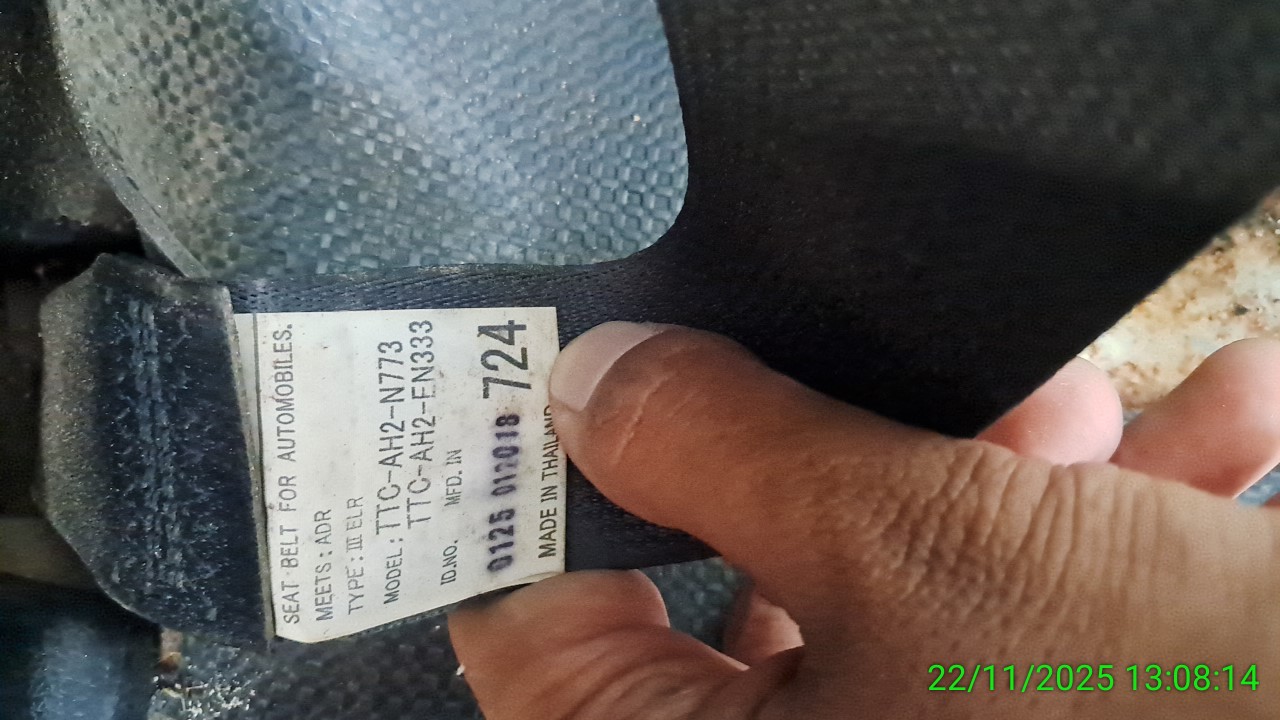 SEAT BELT FOR AUTOMOBILES.
MEETS: ADR
TYPE: III ELR
MODEL: TTC-AH2-N773
TTC-AH2-EN333
ID.NO. MFD. IN
0125 017018 724
MADE IN THAILAND
22/11/2025 13:08:14